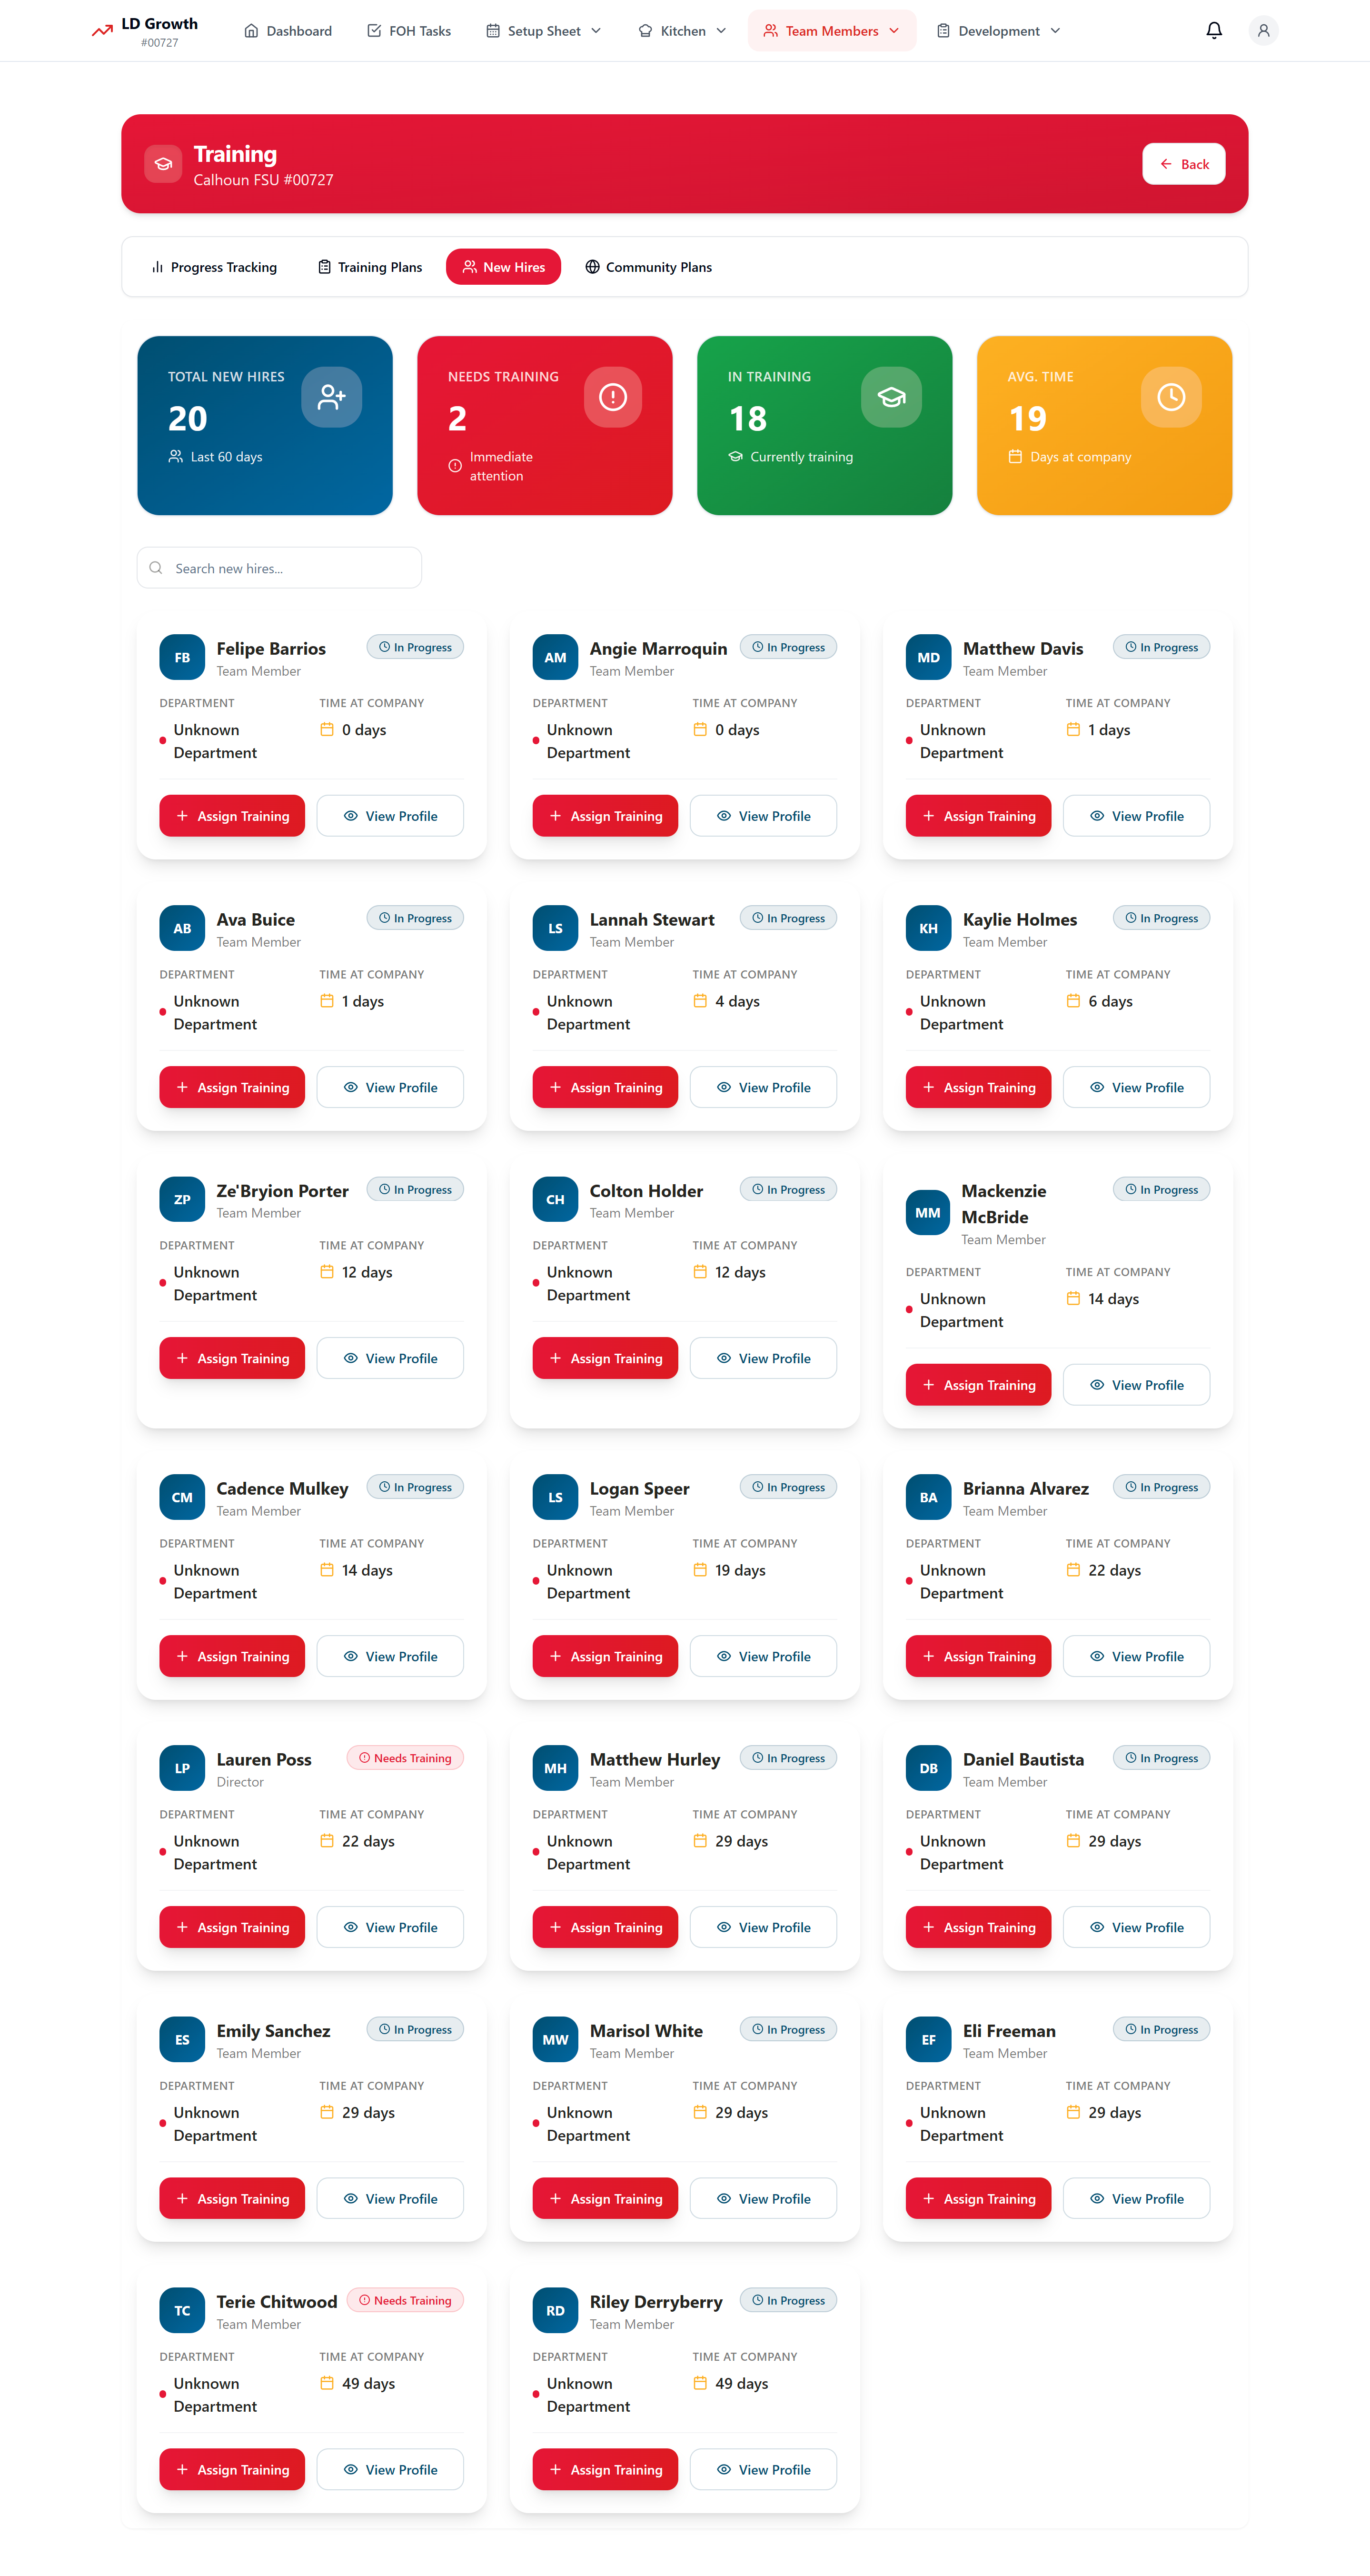 LD Growth
#00727
Dashboard
FOH Tasks
Setup Sheet
Kitchen
Team Members
Development
Training
Calhoun FSU #00727
Back
Progress Tracking
Training Plans
New Hires
Community Plans
TOTAL NEW HIRES
20
Last 60 days
NEEDS TRAINING
2
Immediate
attention
IN TRAINING
18
Currently training
AVG. TIME
19
Days at company
Search new hires...
FB
Felipe Barrios
Team Member
In Progress
DEPARTMENT
Unknown
Department
TIME AT COMPANY
0 days
Assign Training
View Profile
AM
Angie Marroquin
Team Member
In Progress
DEPARTMENT
Unknown
Department
TIME AT COMPANY
0 days
Assign Training
View Profile
MD
Matthew Davis
Team Member
In Progress
DEPARTMENT
Unknown
Department
TIME AT COMPANY
1 days
Assign Training
View Profile
AB
Ava Buice
Team Member
In Progress
DEPARTMENT
Unknown
Department
TIME AT COMPANY
1 days
Assign Training
View Profile
LS
Lannah Stewart
Team Member
In Progress
DEPARTMENT
Unknown
Department
TIME AT COMPANY
4 days
Assign Training
View Profile
KH
Kaylie Holmes
Team Member
In Progress
DEPARTMENT
Unknown
Department
TIME AT COMPANY
6 days
Assign Training
View Profile
ZP
Ze'Bryion Porter
Team Member
In Progress
DEPARTMENT
Unknown
Department
TIME AT COMPANY
12 days
Assign Training
View Profile
CH
Colton Holder
Team Member
In Progress
DEPARTMENT
Unknown
Department
TIME AT COMPANY
12 days
Assign Training
View Profile
MM
Mackenzie
McBride
Team Member
In Progress
DEPARTMENT
Unknown
Department
TIME AT COMPANY
14 days
Assign Training
View Profile
CM
Cadence Mulkey
Team Member
In Progress
DEPARTMENT
Unknown
Department
TIME AT COMPANY
14 days
Assign Training
View Profile
LS
Logan Speer
Team Member
In Progress
DEPARTMENT
Unknown
Department
TIME AT COMPANY
19 days
Assign Training
View Profile
BA
Brianna Alvarez
Team Member
In Progress
DEPARTMENT
Unknown
Department
TIME AT COMPANY
22 days
Assign Training
View Profile
LP
Lauren Poss
Director
Needs Training
DEPARTMENT
Unknown
Department
TIME AT COMPANY
22 days
Assign Training
View Profile
MH
Matthew Hurley
Team Member
In Progress
DEPARTMENT
Unknown
Department
TIME AT COMPANY
29 days
Assign Training
View Profile
DB
Daniel Bautista
Team Member
In Progress
DEPARTMENT
Unknown
Department
TIME AT COMPANY
29 days
Assign Training
View Profile
ES
Emily Sanchez
Team Member
In Progress
DEPARTMENT
Unknown
Department
TIME AT COMPANY
29 days
Assign Training
View Profile
MW
Marisol White
Team Member
In Progress
DEPARTMENT
Unknown
Department
TIME AT COMPANY
29 days
Assign Training
View Profile
EF
Eli Freeman
Team Member
In Progress
DEPARTMENT
Unknown
Department
TIME AT COMPANY
29 days
Assign Training
View Profile
TC
Terie Chitwood
Team Member
Needs Training
DEPARTMENT
Unknown
Department
TIME AT COMPANY
49 days
Assign Training
View Profile
RD
Riley Derryberry
Team Member
In Progress
DEPARTMENT
Unknown
Department
TIME AT COMPANY
49 days
Assign Training
View Profile